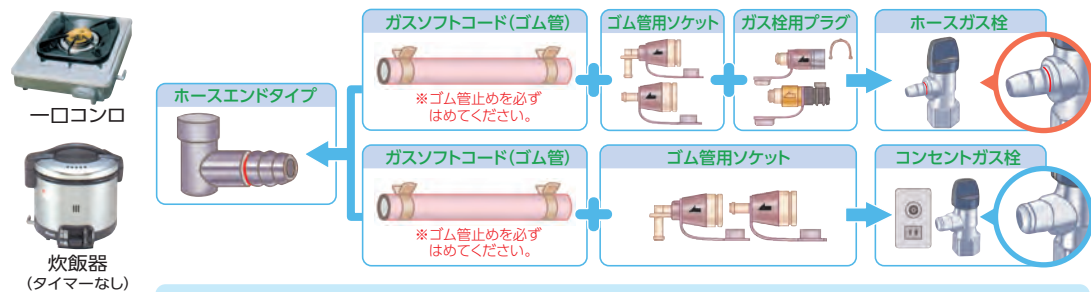 一口コンロ
炊飯器
(タイマーなし)
ホースエンドタイプ
ガスソフトコード(ゴム管)
※ゴム管止めを必ず
はめてください。
ゴム管用ソケット
ガス栓用プラグ
ホースガス栓
ガスソフトコード(ゴム管)
※ゴム管止めを必ず
はめてください。
ゴム管用ソケット
コンセントガス栓